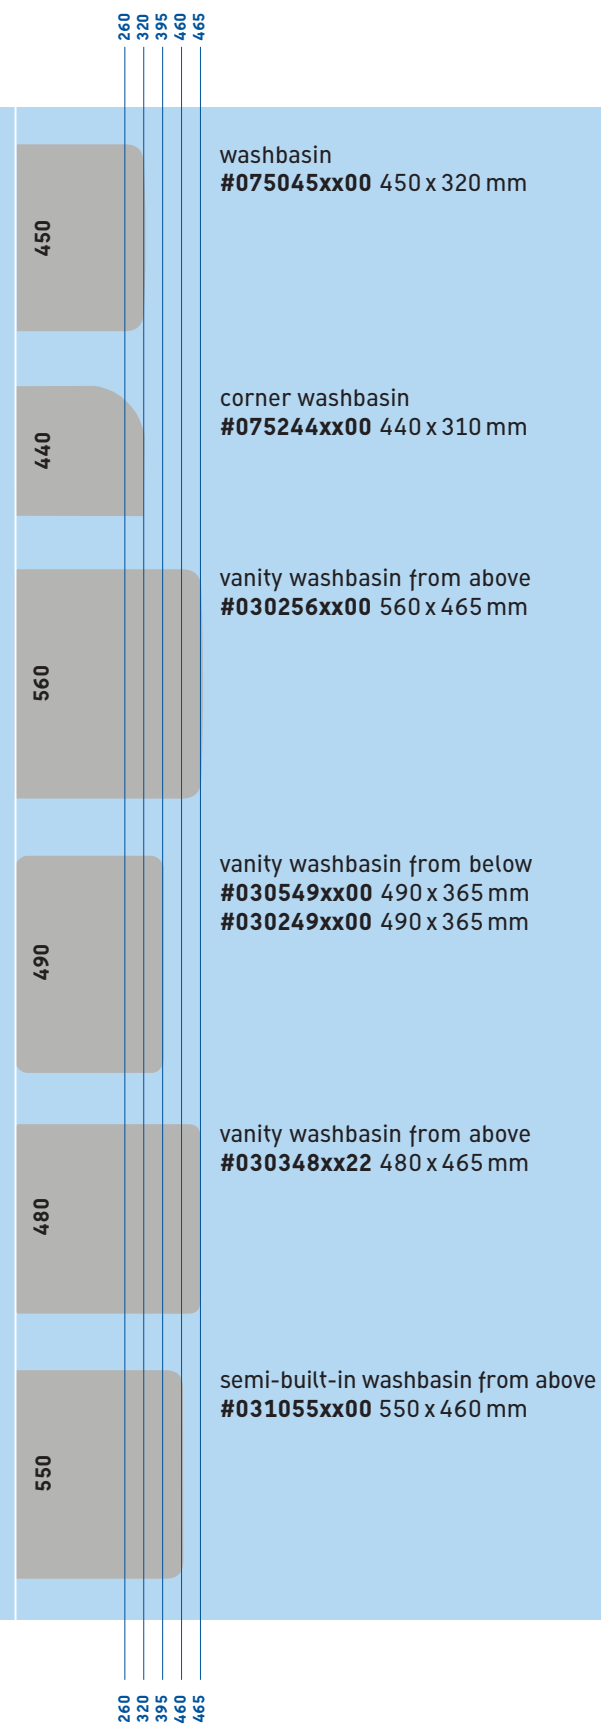 260
320
395
460
465
450
washbasin
#075045xx00 450 x 320 mm
440
corner washbasin
#075244xx00 440 x 310 mm
560
vanity washbasin from above
#030256xx00 560 x 465 mm
490
vanity washbasin from below
#030549xx00 490 x 365 mm
#030249xx00 490 x 365 mm
480
vanity washbasin from above
#030348xx22 480 x 465 mm
550
semi-built-in washbasin from above
#031055xx00 550 x 460 mm
260
320
395
460
465